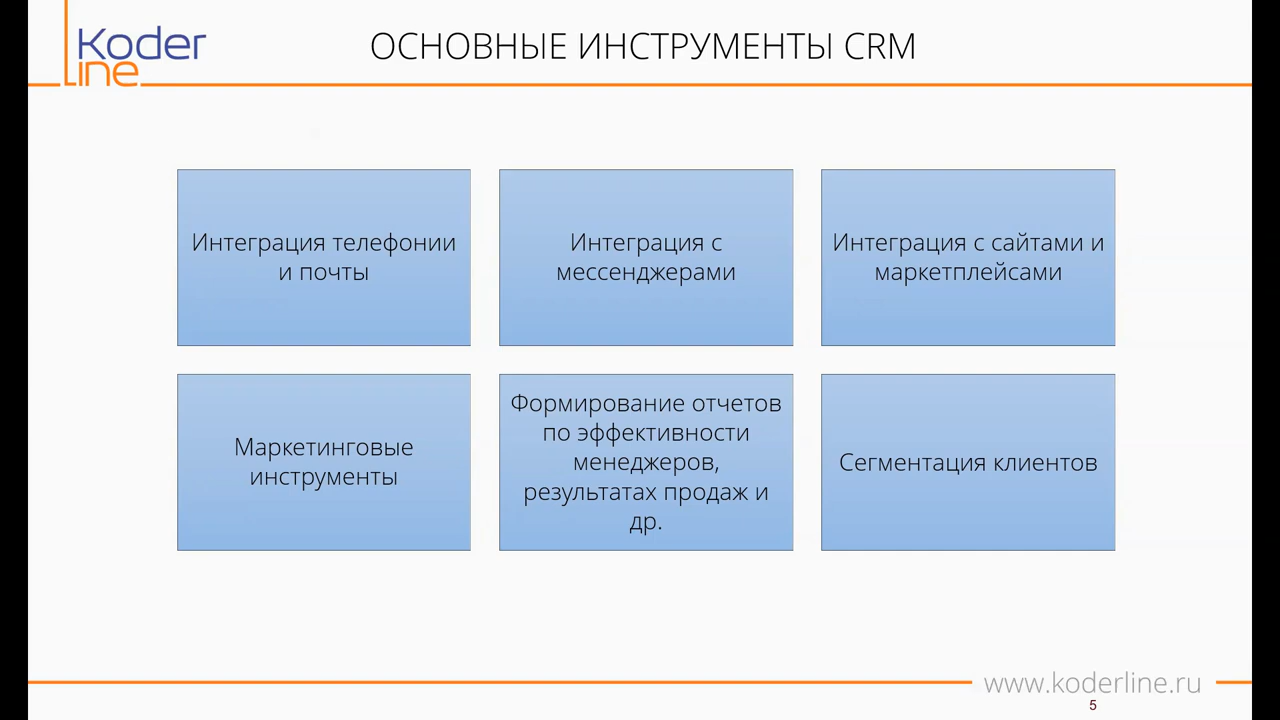 Koder
line
ОСНОВНЫЕ ИНСТРУМЕНТЫ CRM
Интеграция телефонии
и почты
Интеграция с
мессенджерами
Интеграция с сайтами и
маркетплейсами
Маркетинговые
инструменты
Формирование отчетов
по эффективности
менеджеров,
результатах продаж и
др.
Сегментация клиентов
www.koderline.ru
5